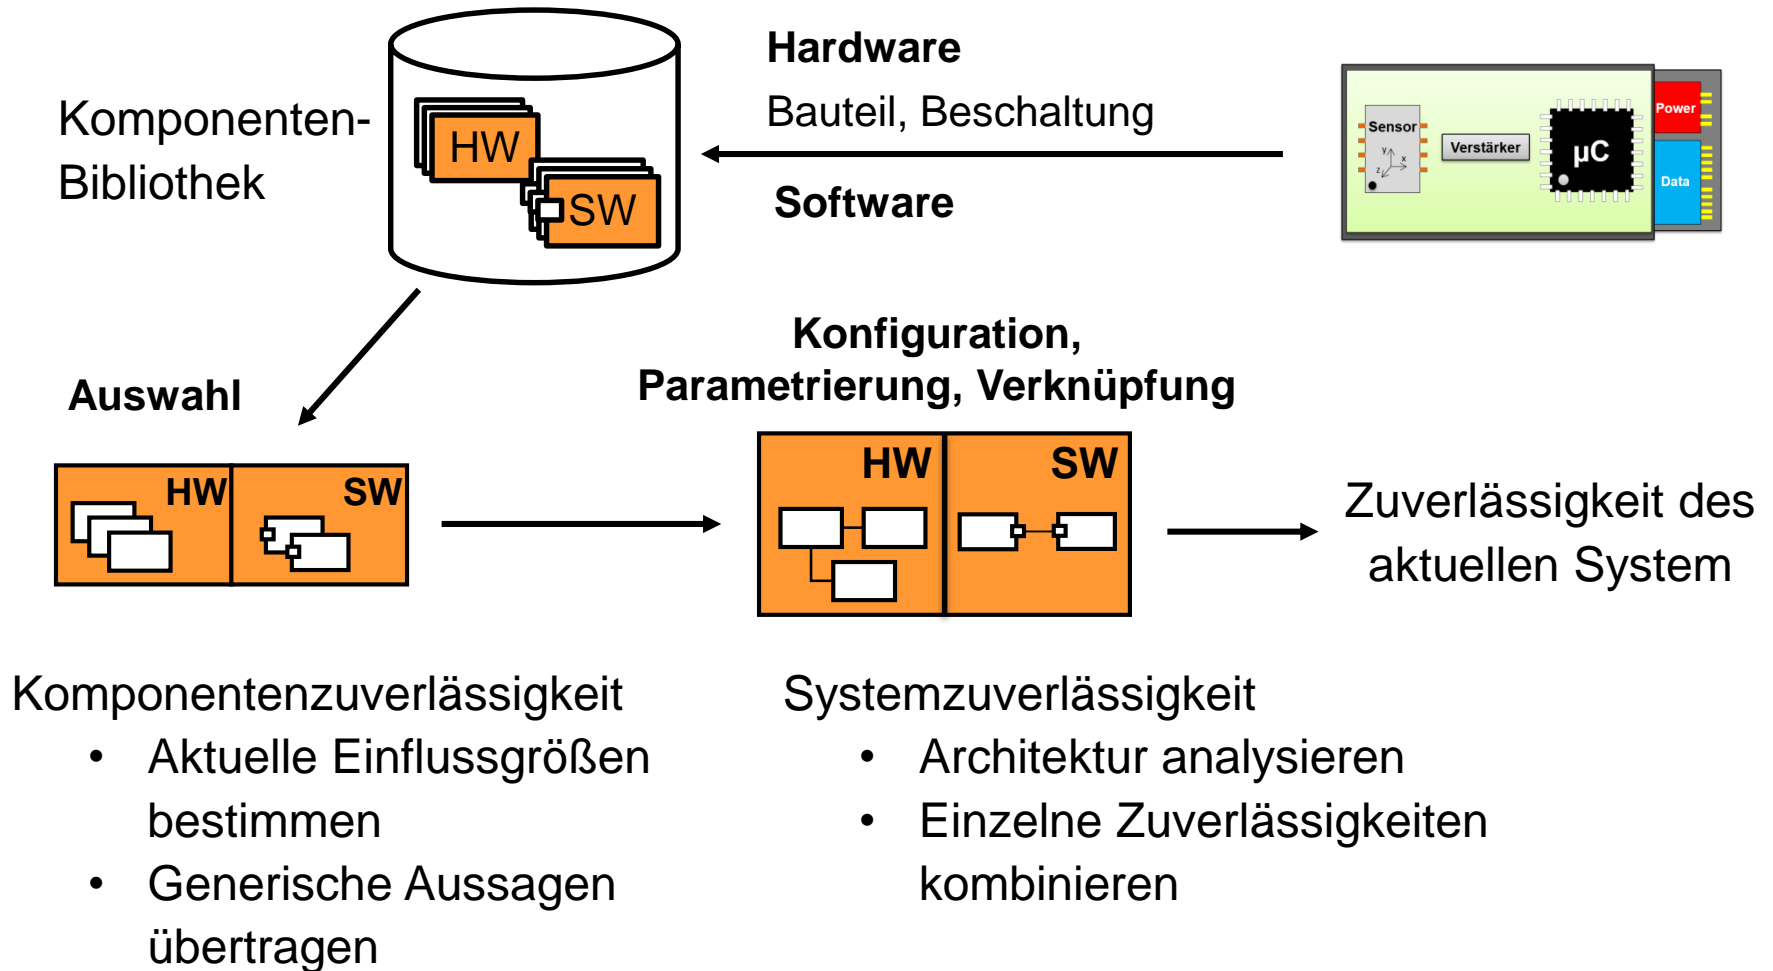 Komponenten-
Bibliothek
HW
SW
Hardware
Bauteil, Beschaltung
Software
Sensor
y
x
z
Verstärker
µC
Power
Data
Auswahl
Konfiguration,
Parametrierung, Verknüpfung
HW
SW
HW
SW
Zuverlässigkeit des
aktuellen System
Komponentenzuverlässigkeit
• Aktuelle Einflussgrößen
bestimmen
• Generische Aussagen
übertragen
Systemzuverlässigkeit
• Architektur analysieren
• Einzelne Zuverlässigkeiten
kombinieren